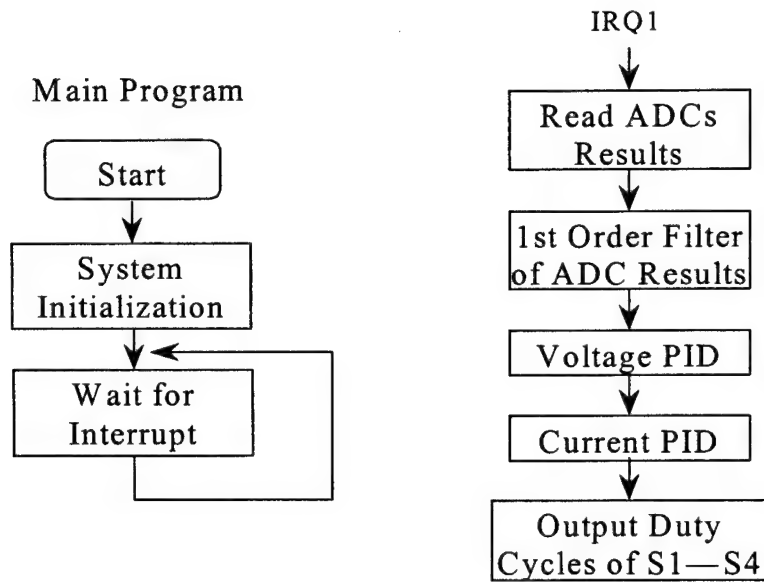 Main Program
Start
System
Initialization
Wait for
Interrupt
IRQ1
Read ADCs
Results
1st Order Filter
of ADC Results
Voltage PID
Current PID
Output Duty
Cycles of S1—S4